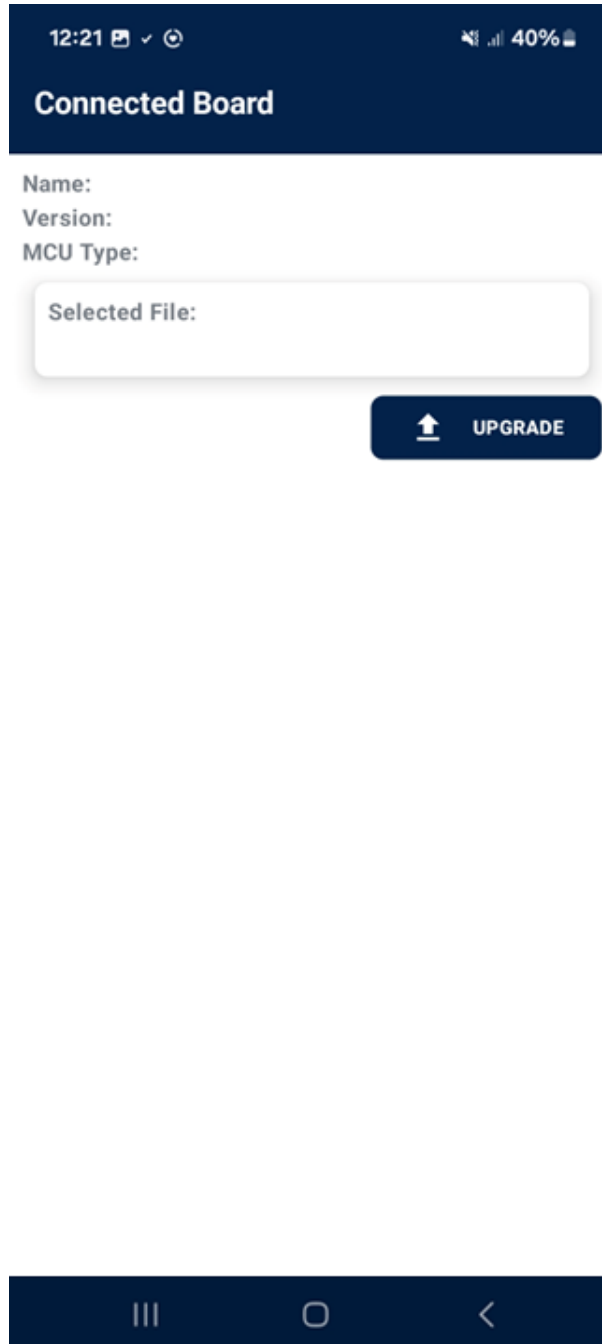 12:21 40%
Connected Board
Name:
Version:
MCU Type:
Selected File:
UPGRADE